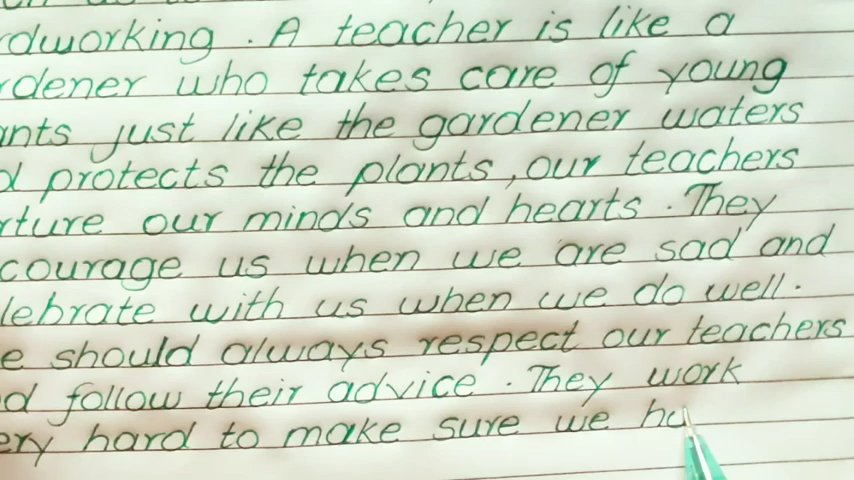 rdworking. A teacher is like a
rdener who takes care of young
ants just like the gardener waters
d protects the plants, our teachers
rture our minds and hearts. They
courage us when we are sad and
lebrate with us when we do well.
e should always respect our teachers
d follow their advice. They work
ery hard to make sure we ha